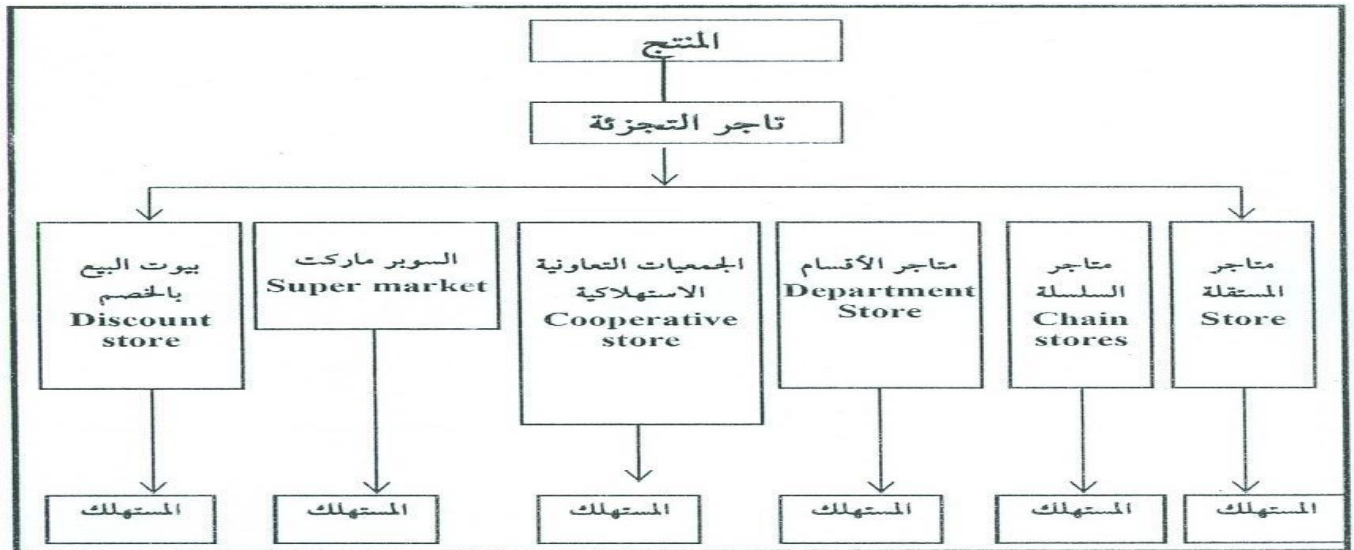 المنتج
تاجر التجزئة
متاجر
المستقلة
Store
متاجر
السلسلة
Chain
stores
متاجر الأقسام
Department
Store
الجمعيات التعاونية
الاستهلاكية
Cooperative
store
السوبر ماركت
Super market
بيوت البيع
بالخصم
Discount
store
المستهلك
المستهلك
المستهلك
المستهلك
المستهلك
المستهلك